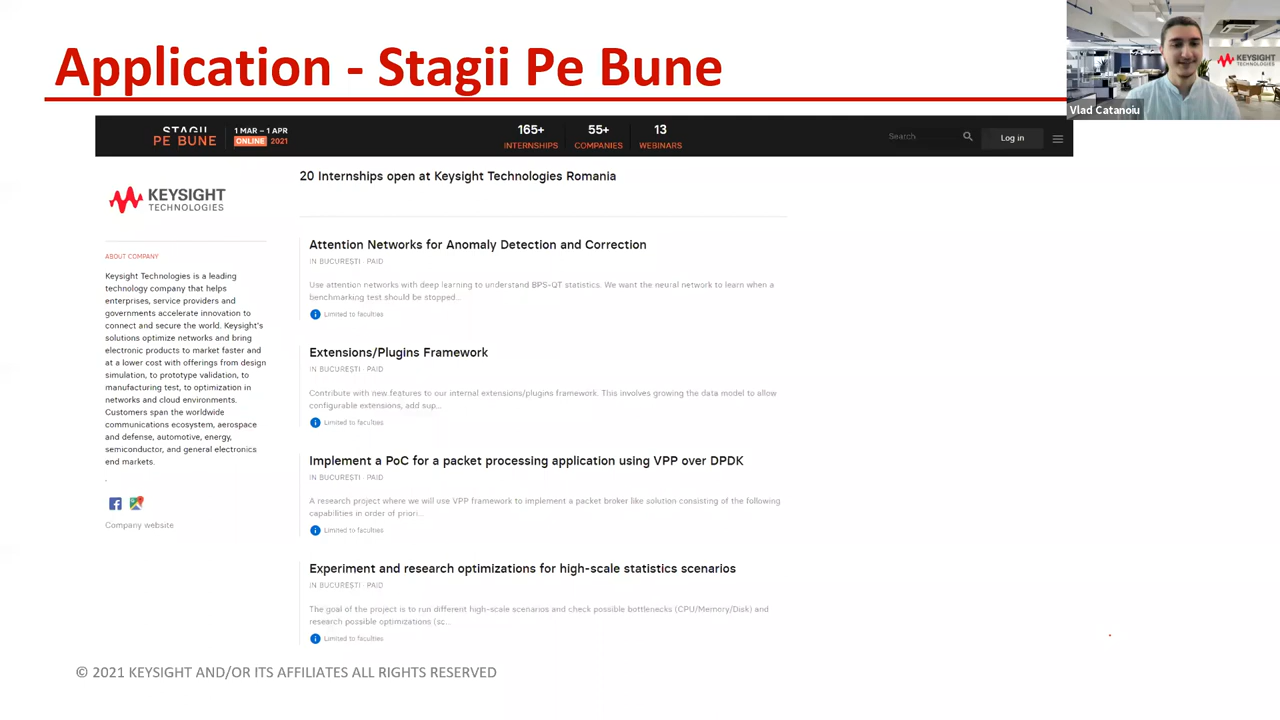 Application - Stagii Pe Bune
KEYSIGHT
Vlad Catanoiu
STAGII
PE BUNE
1 MAR – 1 APR
ONLINE 2021
165+
INTERNSHIPS
55+
COMPANIES
13
WEBINARS
Search
Log in
KEYSIGHT
TECHNOLOGIES
ABOUT COMPANY
Keysight Technologies is a leading
technology company that helps
enterprises, service providers and
governments accelerate innovation to
connect and secure the world. Keysight's
solutions optimize networks and bring
electronic products to market faster and
at a lower cost with offerings from design
simulation, to prototype validation, to
manufacturing test, to optimization in
networks and cloud environments.
Customers span the worldwide
communications ecosystem, aerospace
and defense, automotive, energy,
semiconductor, and general electronics
end markets.
.
Company website
20 Internships open at Keysight Technologies Romania
Attention Networks for Anomaly Detection and Correction
IN BUCUREȘTI · PAID
Use attention networks with deep learning to understand BPS-QT statistics. We want the neural network to learn when a
benchmarking test should be stopped...
Limited to faculties
Extensions/Plugins Framework
IN BUCUREȘTI · PAID
Contribute with new features to our internal extensions/plugins framework. This involves growing the data model to allow
configurable extensions, add sup...
Limited to faculties
Implement a PoC for a packet processing application using VPP over DPDK
IN BUCUREȘTI · PAID
A research project where we will use VPP framework to implement a packet broker like solution consisting of the following
capabilities in order of priori...
Limited to faculties
Experiment and research optimizations for high-scale statistics scenarios
IN BUCUREȘTI · PAID
The goal of the project is to run different high-scale scenarios and check possible bottlenecks (CPU/Memory/Disk) and
research possible optimizations (sc...
Limited to faculties
© 2021 KEYSIGHT AND/OR ITS AFFILIATES ALL RIGHTS RESERVED